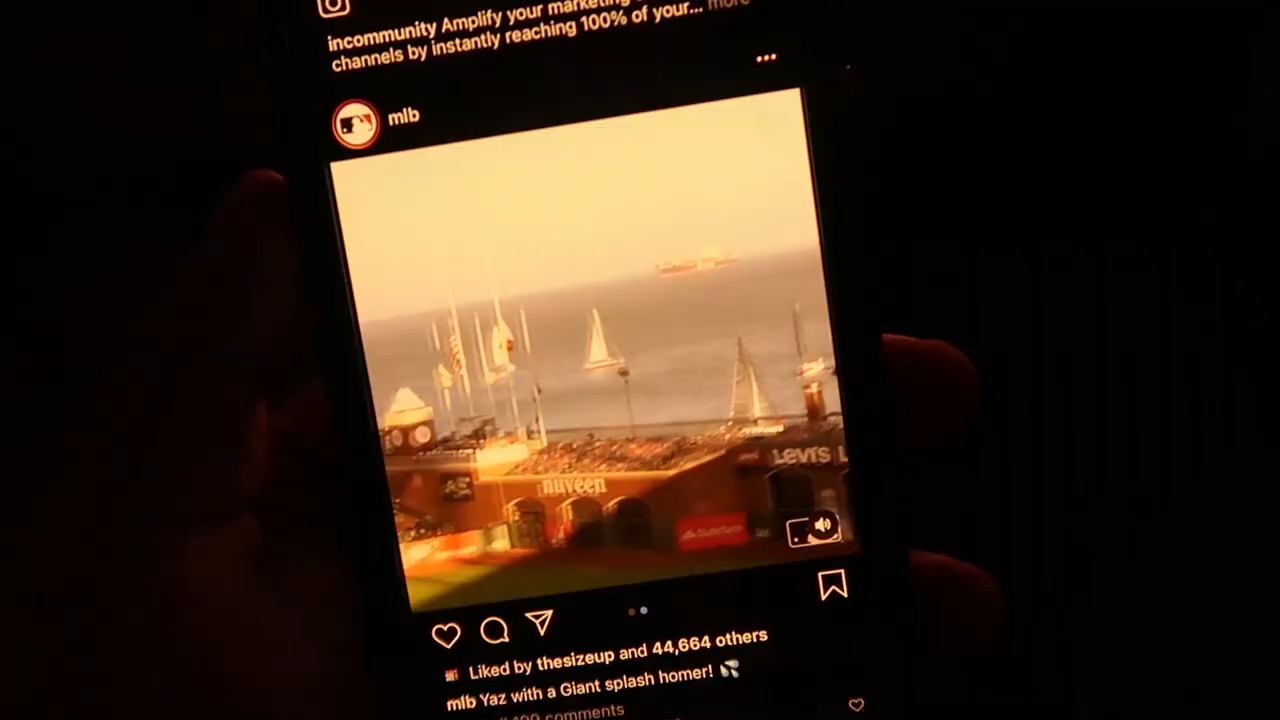 incommunity Amplify your marketing
channels by instantly reaching 100% of your... more
mlb
nuveen
LEVI'S L
Liked by thesizeup and 44,664 others
mlb Yaz with a Giant splash homer! 💦
comments